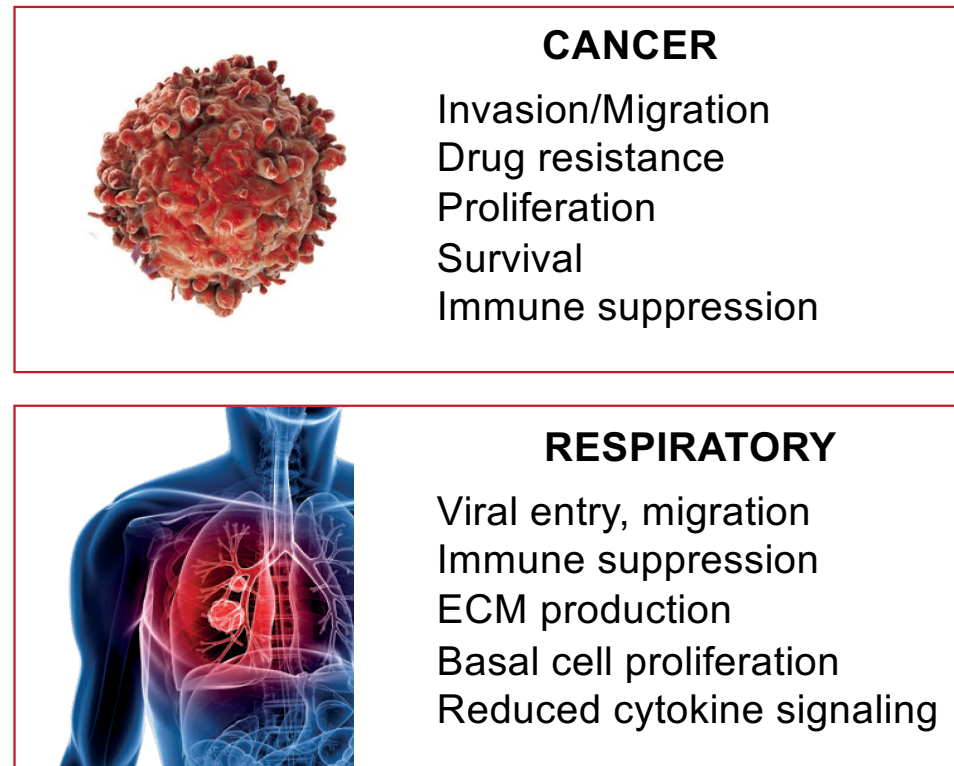 CANCER
Invasion/Migration
Drug resistance
Proliferation
Survival
Immune suppression
RESPIRATORY
Viral entry, migration
Immune suppression
ECM production
Basal cell proliferation
Reduced cytokine signaling